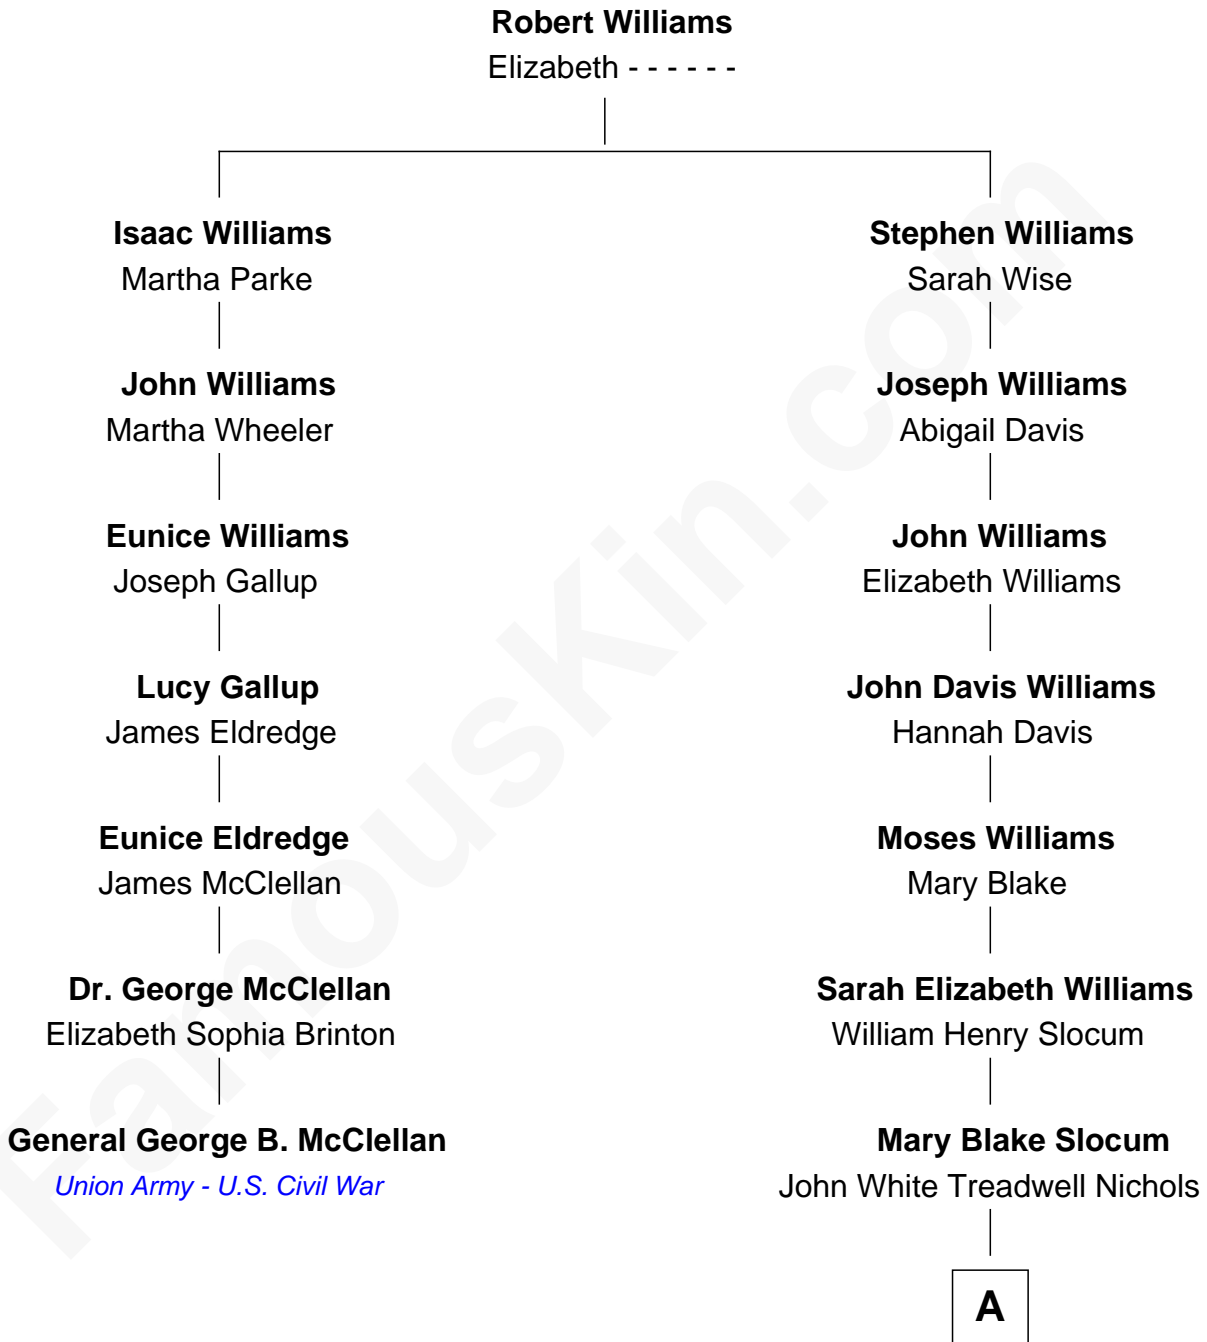 Robert Williams
Elizabeth - - - - - -
Isaac Williams
Martha Parke
Stephen Williams
Sarah Wise
John Williams
Martha Wheeler
Joseph Williams
Abigail Davis
Eunice Williams
Joseph Gallup
John Williams
Elizabeth Williams
Lucy Gallup
James Eldredge
John Davis Williams
Hannah Davis
Eunice Eldredge
James McClellan
Moses Williams
Mary Blake
Dr. George McClellan
Elizabeth Sophia Brinton
Sarah Elizabeth Williams
William Henry Slocum
General George B. McClellan
Union Army - U.S. Civil War
Mary Blake Slocum
John White Treadwell Nichols
A
FamousKin.com